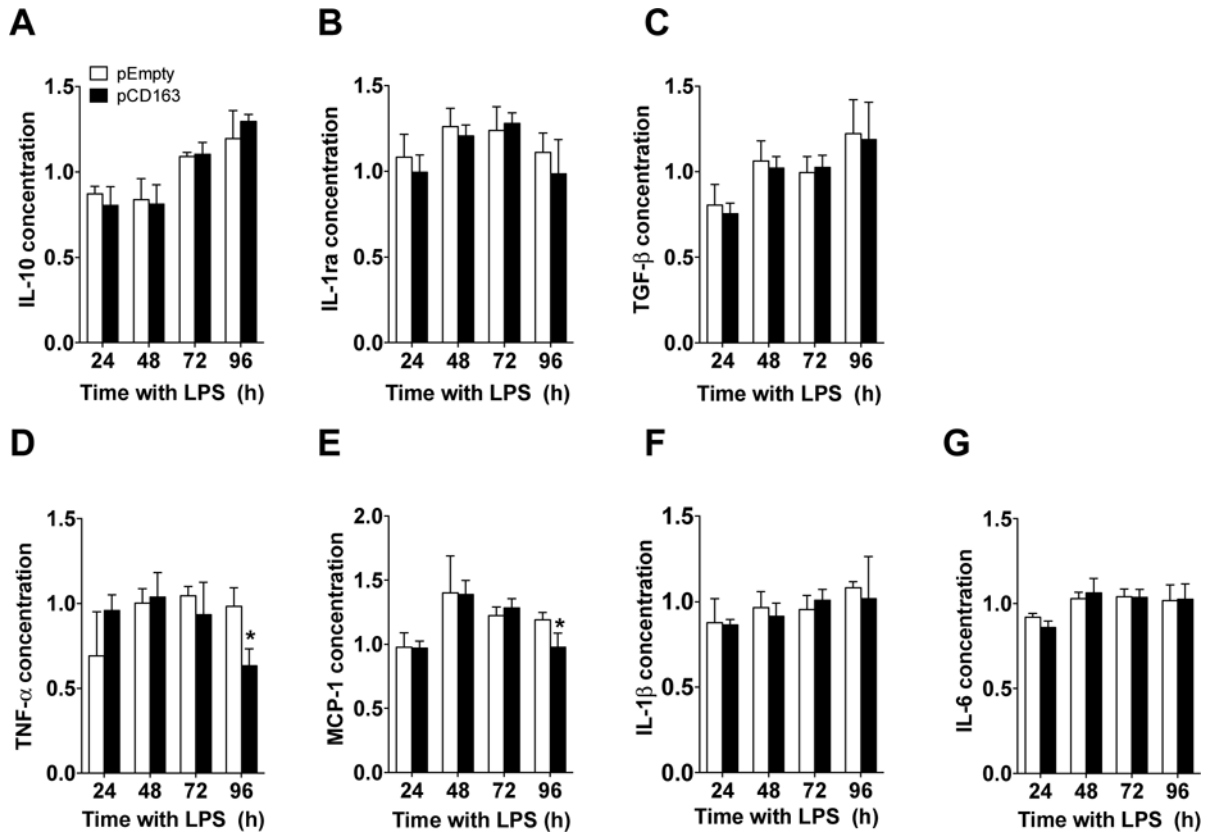 A
pEmpty
pCD163
1.5
1.0
0.5
0.0
IL-10 concentration
24 48 72 96
Time with LPS (h)
B
1.5
1.0
0.5
0.0
IL-1ra concentration
24 48 72 96
Time with LPS (h)
C
1.5
1.0
0.5
0.0
TGF-β concentration
24 48 72 96
Time with LPS (h)
D
1.5
1.0
0.5
0.0
TNF-α concentration
*
24 48 72 96
Time with LPS (h)
E
2.0
1.5
1.0
0.5
0.0
MCP-1 concentration
*
24 48 72 96
Time with LPS (h)
F
1.5
1.0
0.5
0.0
IL-1β concentration
24 48 72 96
Time with LPS (h)
G
1.5
1.0
0.5
0.0
IL-6 concentration
24 48 72 96
Time with LPS (h)